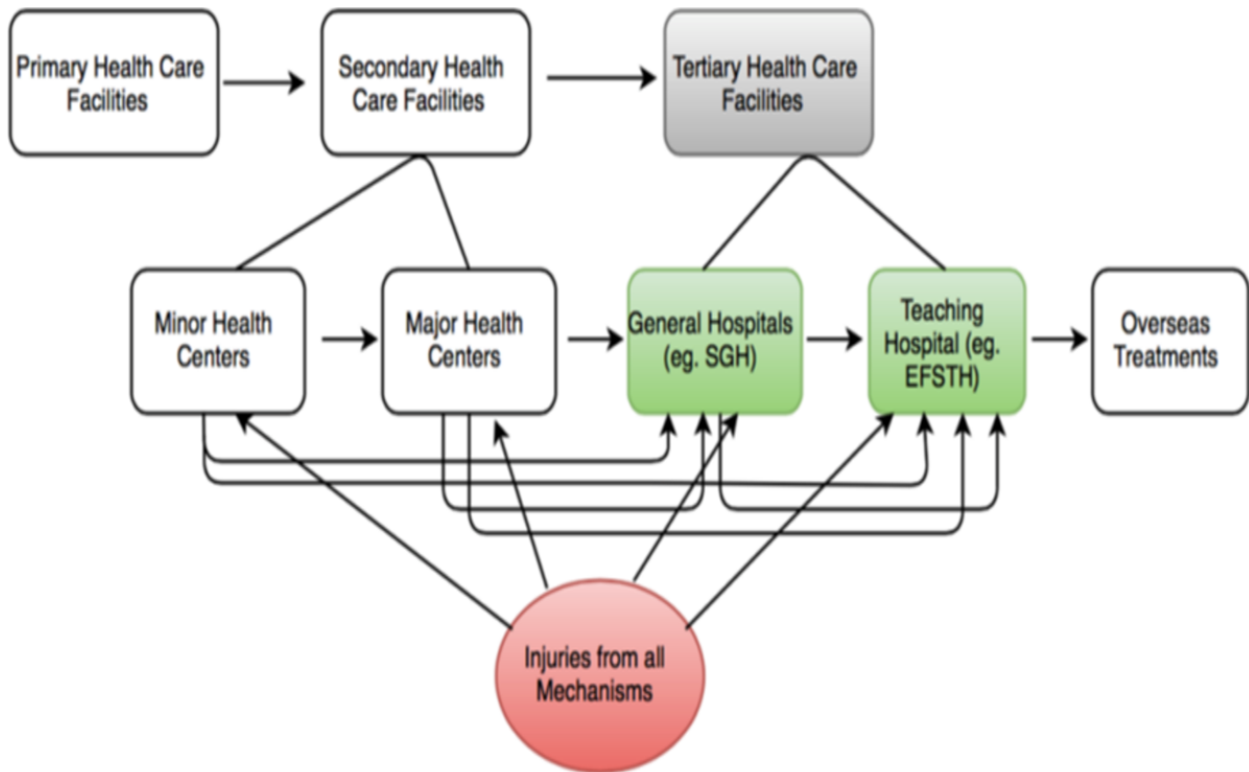 Primary Health Care
Facilities
Secondary Health
Care Facilities
Tertiary Health Care
Facilities
Minor Health
Centers
Major Health
Centers
General Hospitals
(eg. SGH)
Teaching
Hospital (eg.
EFSTH)
Overseas
Treatments
Injuries from all
Mechanisms